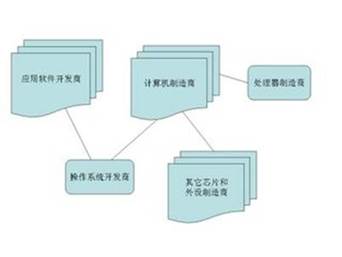 应用软件开发商
计算机制造商
处理器制造商
操作系统开发商
其它芯片和
外设制造商